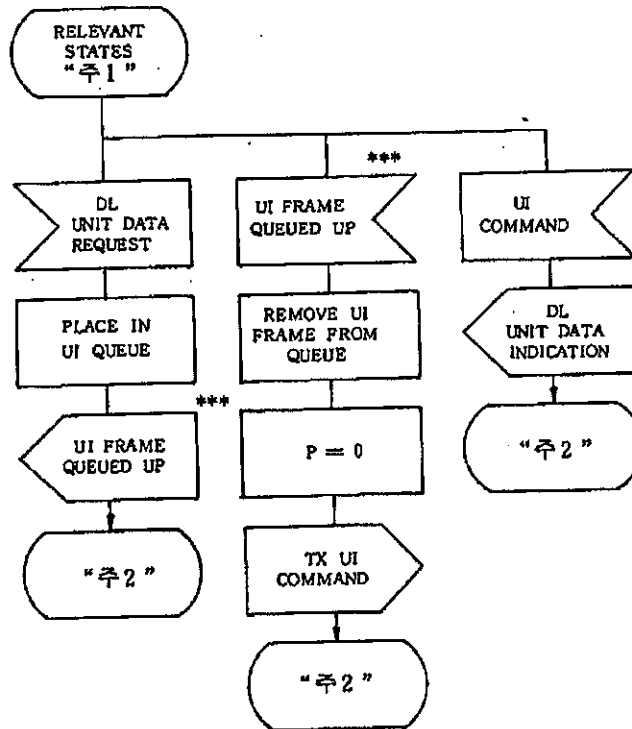 RELEVANT
STATES
“주1”
***
DL
UNIT DATA
REQUEST
UI FRAME
QUEUED UP
UI
COMMAND
PLACE IN
UI QUEUE
REMOVE UI
FRAME FROM
QUEUE
DL
UNIT DATA
INDICATION
***
UI FRAME
QUEUED UP
P = 0
“주2”
“주2”
TX UI
COMMAND
“주2”